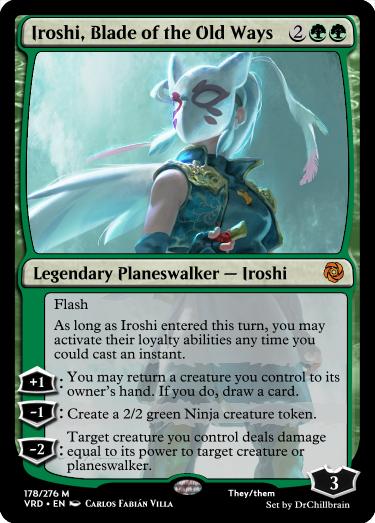 Iroshi, Blade of the Old Ways 2
Legendary Planeswalker — Iroshi
Flash
As long as Iroshi entered this turn, you may
activate their loyalty abilities any time you
could cast an instant.
+1: You may return a creature you control to its
owner's hand. If you do, draw a card.
-1: Create a 2/2 green Ninja creature token.
-2: Target creature you control deals damage
equal to its power to target creature or
planeswalker.
3
178/276 M They/them
VRD • EN Carlos Fabián Villa Set by DrChillbrain